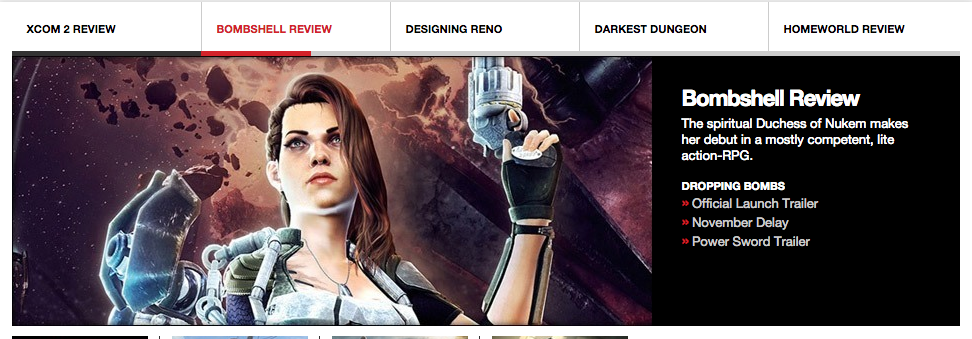 XCOM 2 REVIEW
BOMBSHELL REVIEW
DESIGNING RENO
DARKEST DUNGEON
HOMEWORLD REVIEW
Bombshell Review
The spiritual Duchess of Nukem makes
her debut in a mostly competent, lite
action-RPG.
DROPPING BOMBS
» Official Launch Trailer
» November Delay
» Power Sword Trailer